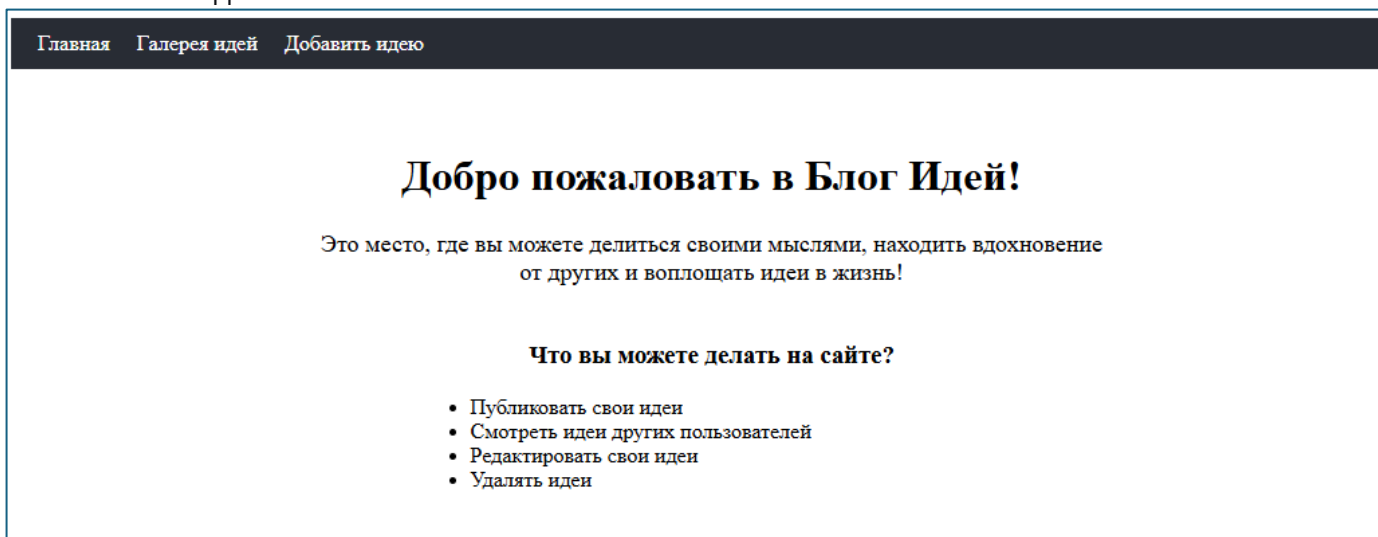 Главная Галерея идей Добавить идею
Добро пожаловать в Блог Идей!
Это место, где вы можете делиться своими мыслями, находить вдохновение
от других и воплощать идеи в жизнь!
Что вы можете делать на сайте?
• Публиковать свои идеи
• Смотреть идеи других пользователей
• Редактировать свои идеи
• Удалять идеи